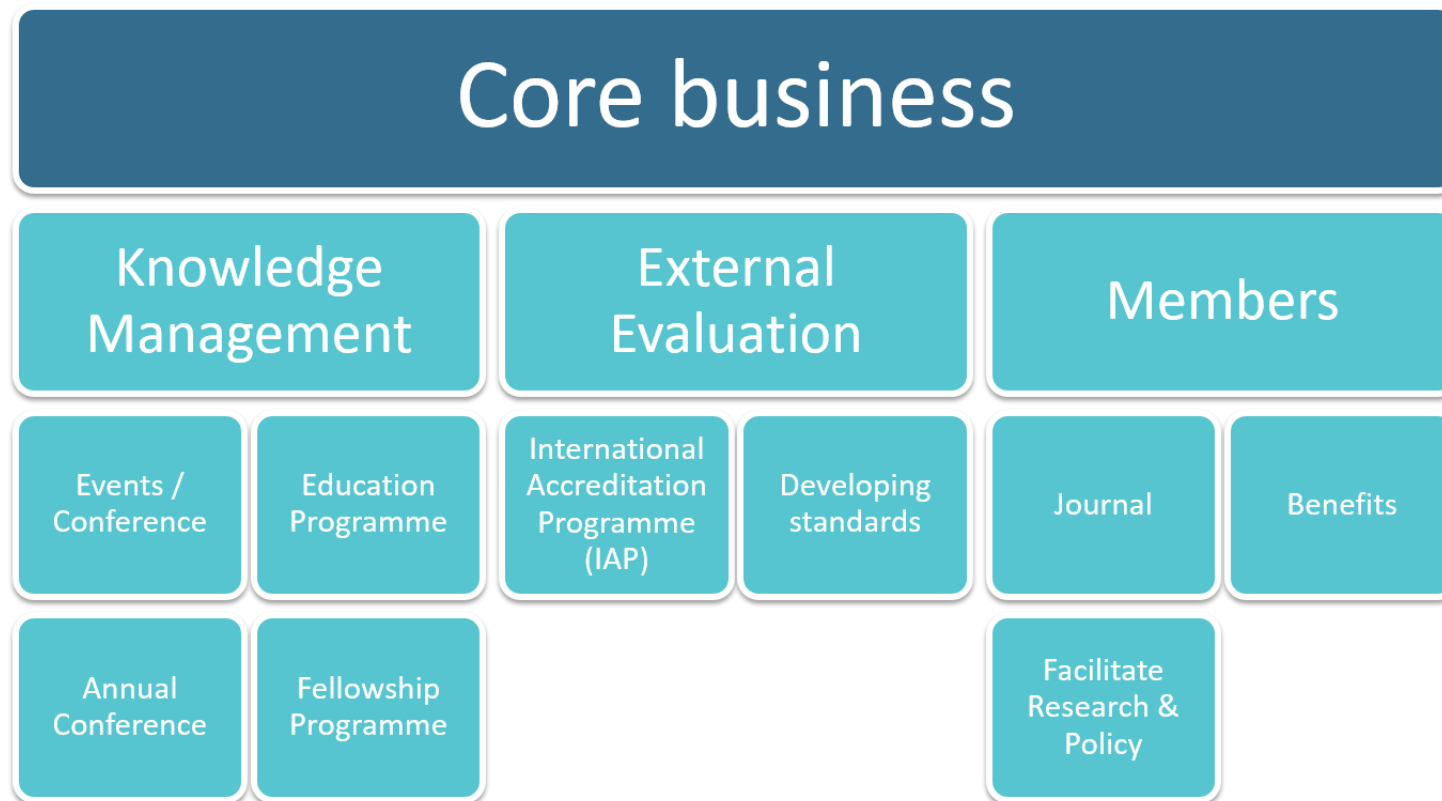 Core business
Knowledge
Management
External
Evaluation
Members
Events /
Conference
Education
Programme
International
Accreditation
Programme
(IAP)
Developing
standards
Journal
Benefits
Annual
Conference
Fellowship
Programme
Facilitate
Research &
Policy